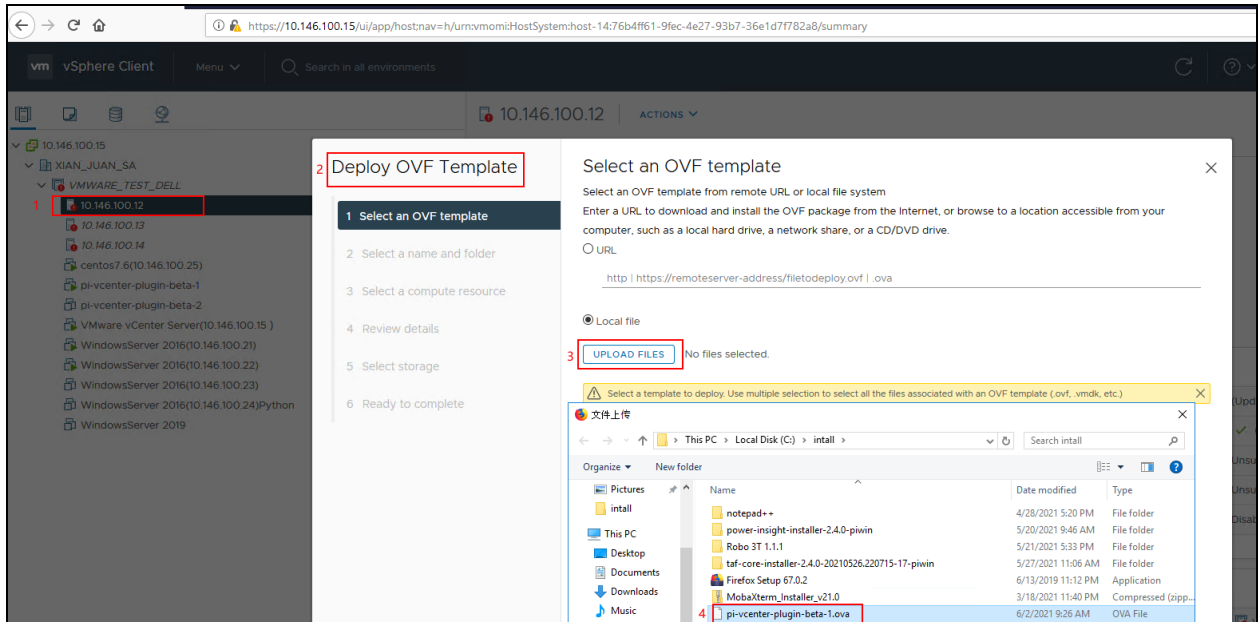 https://10.146.100.15/ui/app/host;nav=h/urn:vmomi:HostSystem:host-14:76b4ff61-9fec-4e27-93b7-36e1d7f782a8/summary
vm vSphere Client Menu Search in all environments
10.146.100.12 ACTIONS
10.146.100.15
XIAN_JUAN_SA
VMWARE_TEST_DELL
1 10.146.100.12
10.146.100.13
10.146.100.14
centos7.6(10.146.100.25)
pi-vcenter-plugin-beta-1
pi-vcenter-plugin-beta-2
VMware vCenter Server(10.146.100.15 )
WindowsServer 2016(10.146.100.21)
WindowsServer 2016(10.146.100.22)
WindowsServer 2016(10.146.100.23)
WindowsServer 2016(10.146.100.24)Python
WindowsServer 2019
2 Deploy OVF Template
1 Select an OVF template
2 Select a name and folder
3 Select a compute resource
4 Review details
5 Select storage
6 Ready to complete
Select an OVF template
Select an OVF template from remote URL or local file system
Enter a URL to download and install the OVF package from the Internet, or browse to a location accessible from your
computer, such as a local hard drive, a network share, or a CD/DVD drive.
URL
http | https://remoteserver-address/filetodeploy.ovf | .ova
Local file
3 UPLOAD FILES No files selected.
Select a template to deploy. Use multiple selection to select all the files associated with an OVF template (.ovf, .vmdk, etc.)
文件上传
This PC > Local Disk (C:) > intall > Search intall
Organize New folder
Pictures
intall
This PC
Desktop
Documents
Downloads
Music
Name Date modified Type
notepad++ 4/28/2021 5:20 PM File folder
power-insight-installer-2.4.0-piwin 5/20/2021 9:46 AM File folder
Robo 3T 1.1.1 5/21/2021 5:33 PM File folder
taf-core-installer-2.4.0-20210526.220715-17-piwin 5/27/2021 11:06 AM File folder
Firefox Setup 67.0.2 6/13/2019 11:12 PM Application
MobaXterm_Installer_v21.0 3/18/2021 11:40 PM Compressed (zipp...
4 pi-vcenter-plugin-beta-1.ova 6/2/2021 9:26 AM OVA File
(Upd
Unsu
Unsu
Disab